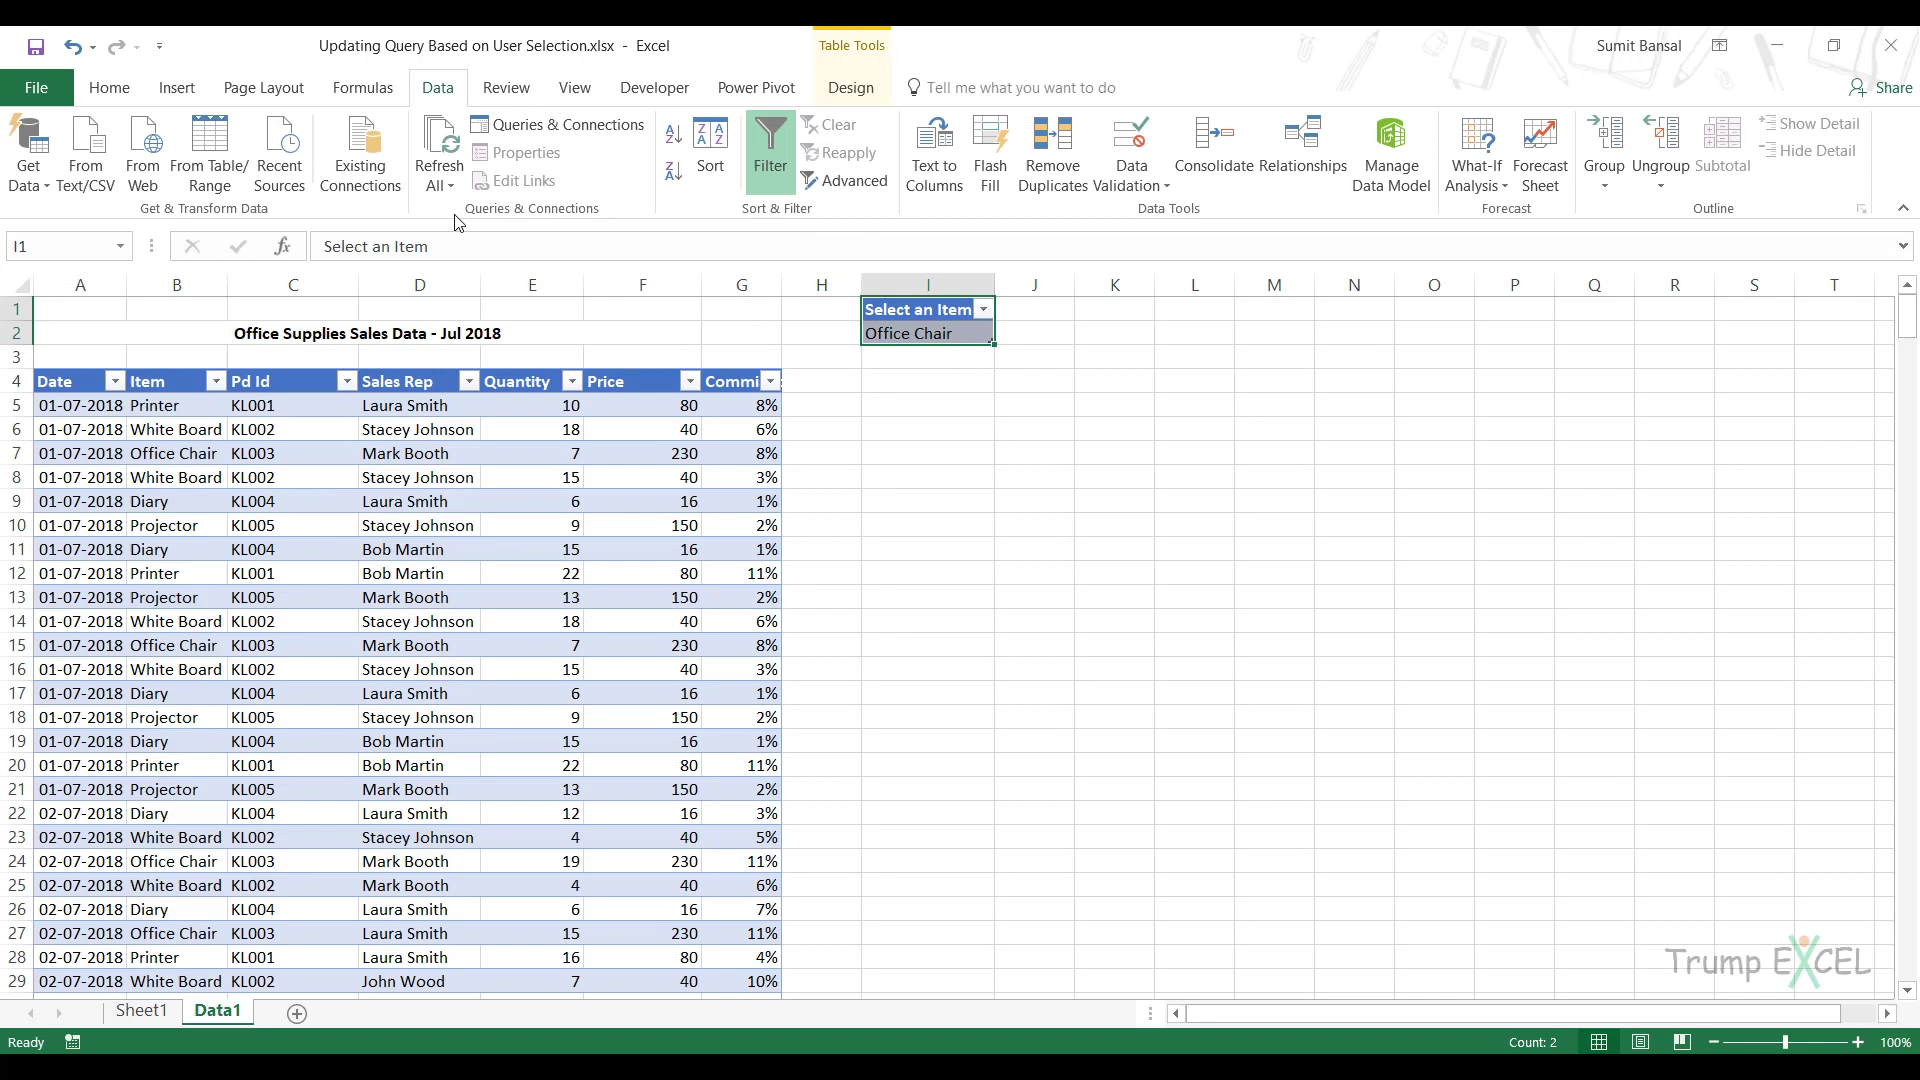 Updating Query Based on User Selection.xlsx - Excel
Table Tools
Sumit Bansal
File Home Insert Page Layout Formulas Data Review View Developer Power Pivot Design Tell me what you want to do Share
Get Data From Text/CSV From Web From Table/ Range Recent Sources Existing Connections
Get & Transform Data
Refresh All Queries & Connections Properties Edit Links
Queries & Connections
Sort Filter Clear Reapply Advanced
Sort & Filter
Text to Columns Flash Fill Remove Duplicates Data Validation Consolidate Relationships Manage Data Model
Data Tools
What-If Analysis Forecast Sheet
Forecast
Group Ungroup Subtotal Show Detail Hide Detail
Outline
I1 fx Select an Item
A B C D E F G H I J K L M N O P Q R S T
1 Select an Item
2 Office Supplies Sales Data - Jul 2018 Office Chair
3
4 Date Item Pd Id Sales Rep Quantity Price Commi
5 01-07-2018 Printer KL001 Laura Smith 10 80 8%
6 01-07-2018 White Board KL002 Stacey Johnson 18 40 6%
7 01-07-2018 Office Chair KL003 Mark Booth 7 230 8%
8 01-07-2018 White Board KL002 Stacey Johnson 15 40 3%
9 01-07-2018 Diary KL004 Laura Smith 6 16 1%
10 01-07-2018 Projector KL005 Stacey Johnson 9 150 2%
11 01-07-2018 Diary KL004 Bob Martin 15 16 1%
12 01-07-2018 Printer KL001 Bob Martin 22 80 11%
13 01-07-2018 Projector KL005 Mark Booth 13 150 2%
14 01-07-2018 White Board KL002 Stacey Johnson 18 40 6%
15 01-07-2018 Office Chair KL003 Mark Booth 7 230 8%
16 01-07-2018 White Board KL002 Stacey Johnson 15 40 3%
17 01-07-2018 Diary KL004 Laura Smith 6 16 1%
18 01-07-2018 Projector KL005 Stacey Johnson 9 150 2%
19 01-07-2018 Diary KL004 Bob Martin 15 16 1%
20 01-07-2018 Printer KL001 Bob Martin 22 80 11%
21 01-07-2018 Projector KL005 Mark Booth 13 150 2%
22 02-07-2018 Diary KL004 Laura Smith 12 16 3%
23 02-07-2018 White Board KL002 Stacey Johnson 4 40 5%
24 02-07-2018 Office Chair KL003 Mark Booth 19 230 11%
25 02-07-2018 White Board KL002 Mark Booth 4 40 6%
26 02-07-2018 Diary KL004 Laura Smith 6 16 7%
27 02-07-2018 Office Chair KL003 Laura Smith 15 230 11%
28 02-07-2018 Printer KL001 Laura Smith 16 80 4%
29 02-07-2018 White Board KL002 John Wood 7 40 10%
Trump EXCEL
Sheet1 Data1
Ready Count: 2 100%